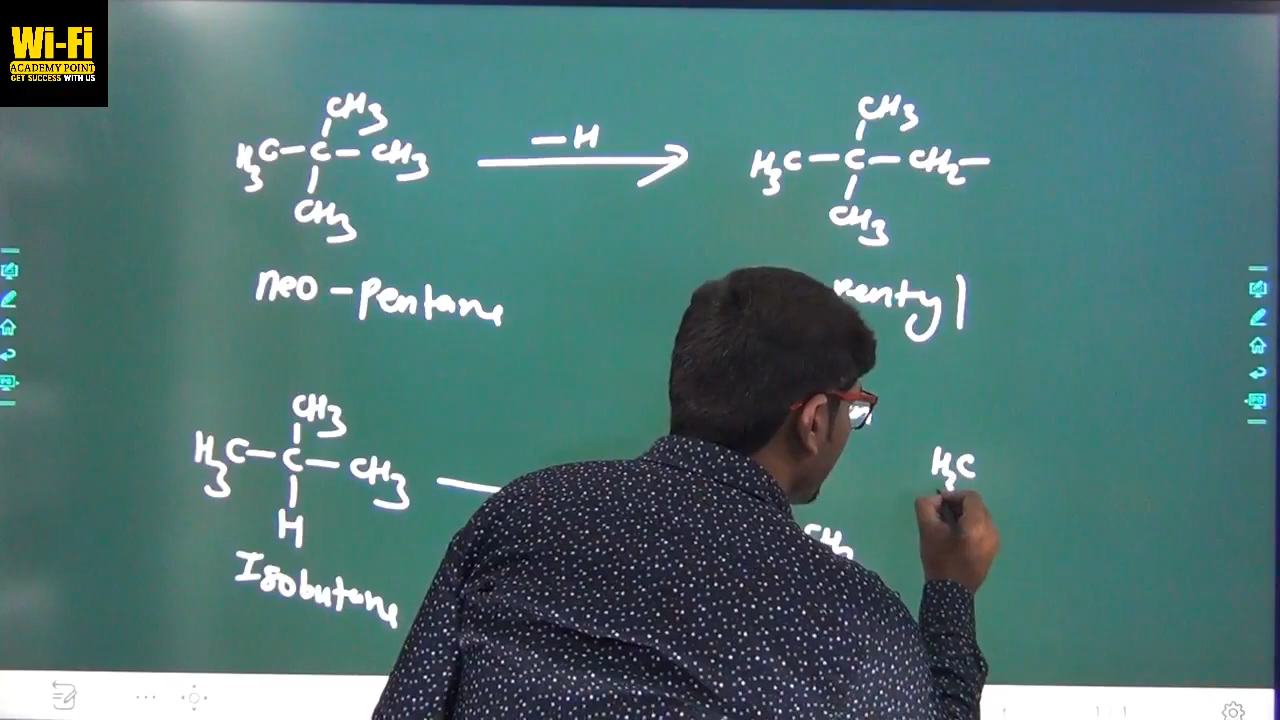 Wi-Fi
ACADEMY POINT
GET SUCCESS WITH US
CH3
H3C-C-CH3
CH3
-H
CH3
H3C-C-CH2-
CH3
neo-pentane
pentyl
CH3
H3C-C-CH3
H
Isobutane
H3C